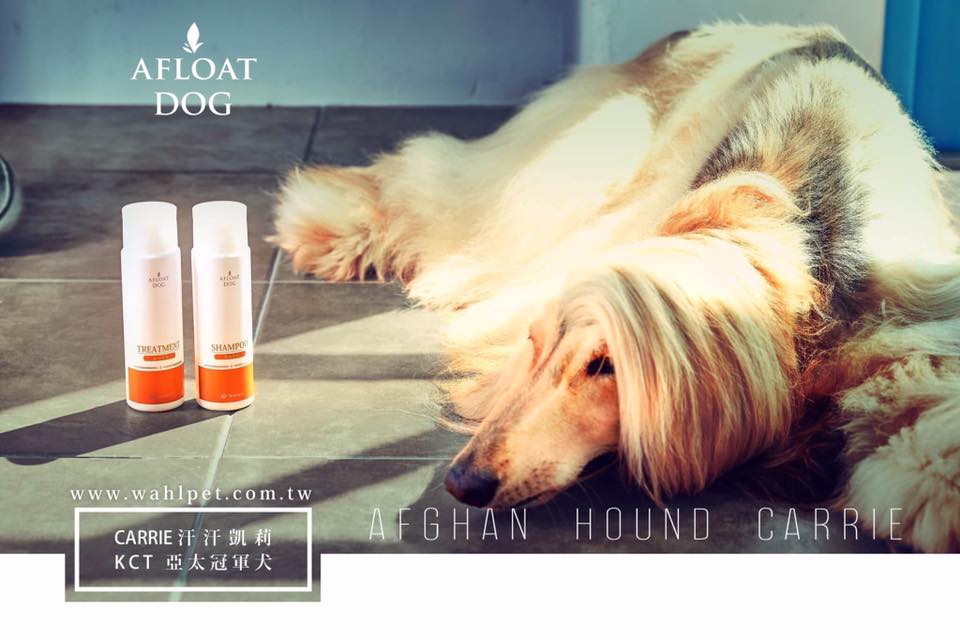 AFLOAT
DOG
AFLOAT
DOG
TREATMENT
AFLOAT
DOG
SHAMPOO
www.wahlpet.com.tw
CARRIE 汗汗凱莉
KCT 亞太冠軍犬
AFGHAN HOUND CARRIE